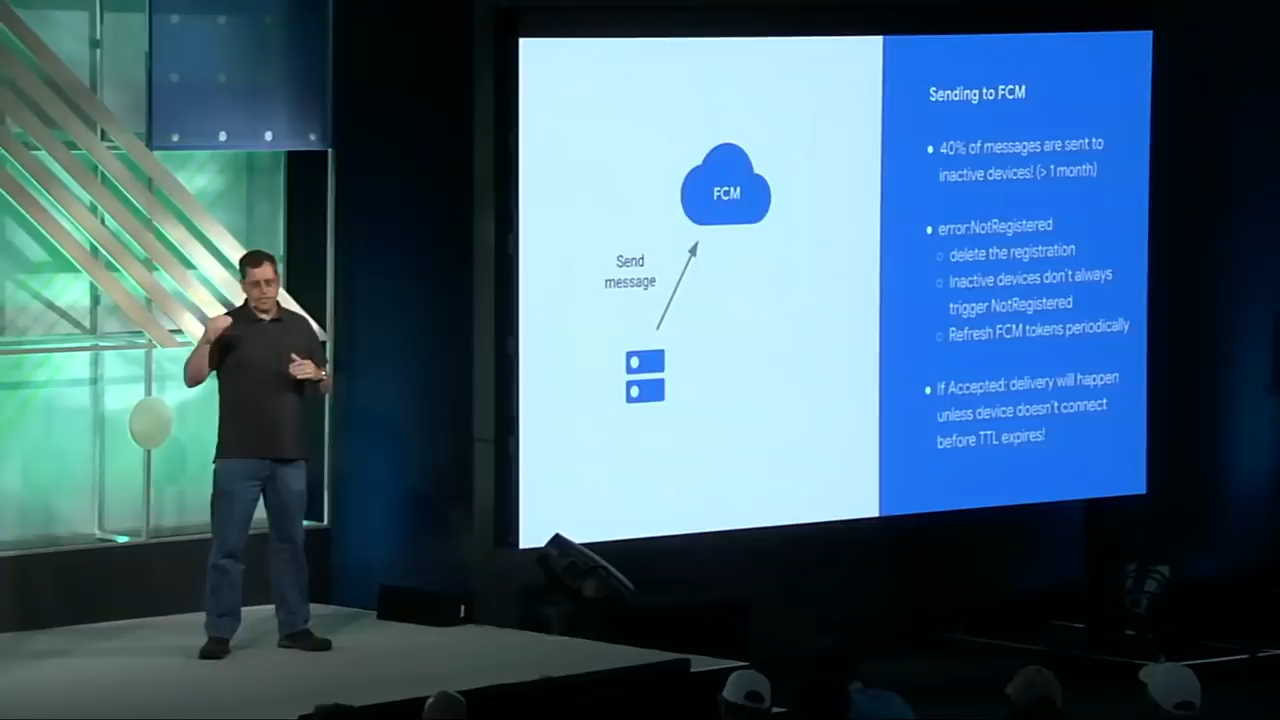 FCM
Send
message
Sending to FCM
• 40% of messages are sent to
inactive devices! (> 1 month)
• error:NotRegistered
○ delete the registration
○ Inactive devices don't always
trigger NotRegistered
○ Refresh FCM tokens periodically
• If Accepted: delivery will happen
unless device doesn't connect
before TTL expires!